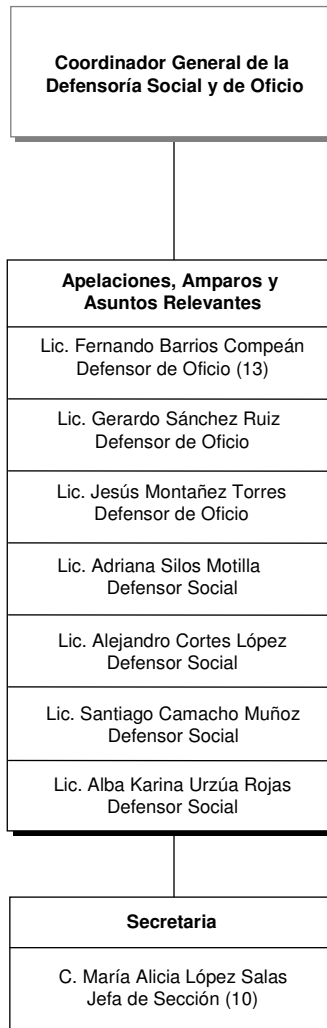 Coordinador General de la
Defensoría Social y de Oficio
Apelaciones, Amparos y
Asuntos Relevantes
Lic. Fernando Barrios Compeán
Defensor de Oficio (13)
Lic. Gerardo Sánchez Ruiz
Defensor de Oficio
Lic. Jesús Montañez Torres
Defensor de Oficio
Lic. Adriana Silos Motilla
Defensor Social
Lic. Alejandro Cortes López
Defensor Social
Lic. Santiago Camacho Muñoz
Defensor Social
Lic. Alba Karina Urzúa Rojas
Defensor Social
Secretaria
C. María Alicia López Salas
Jefa de Sección (10)